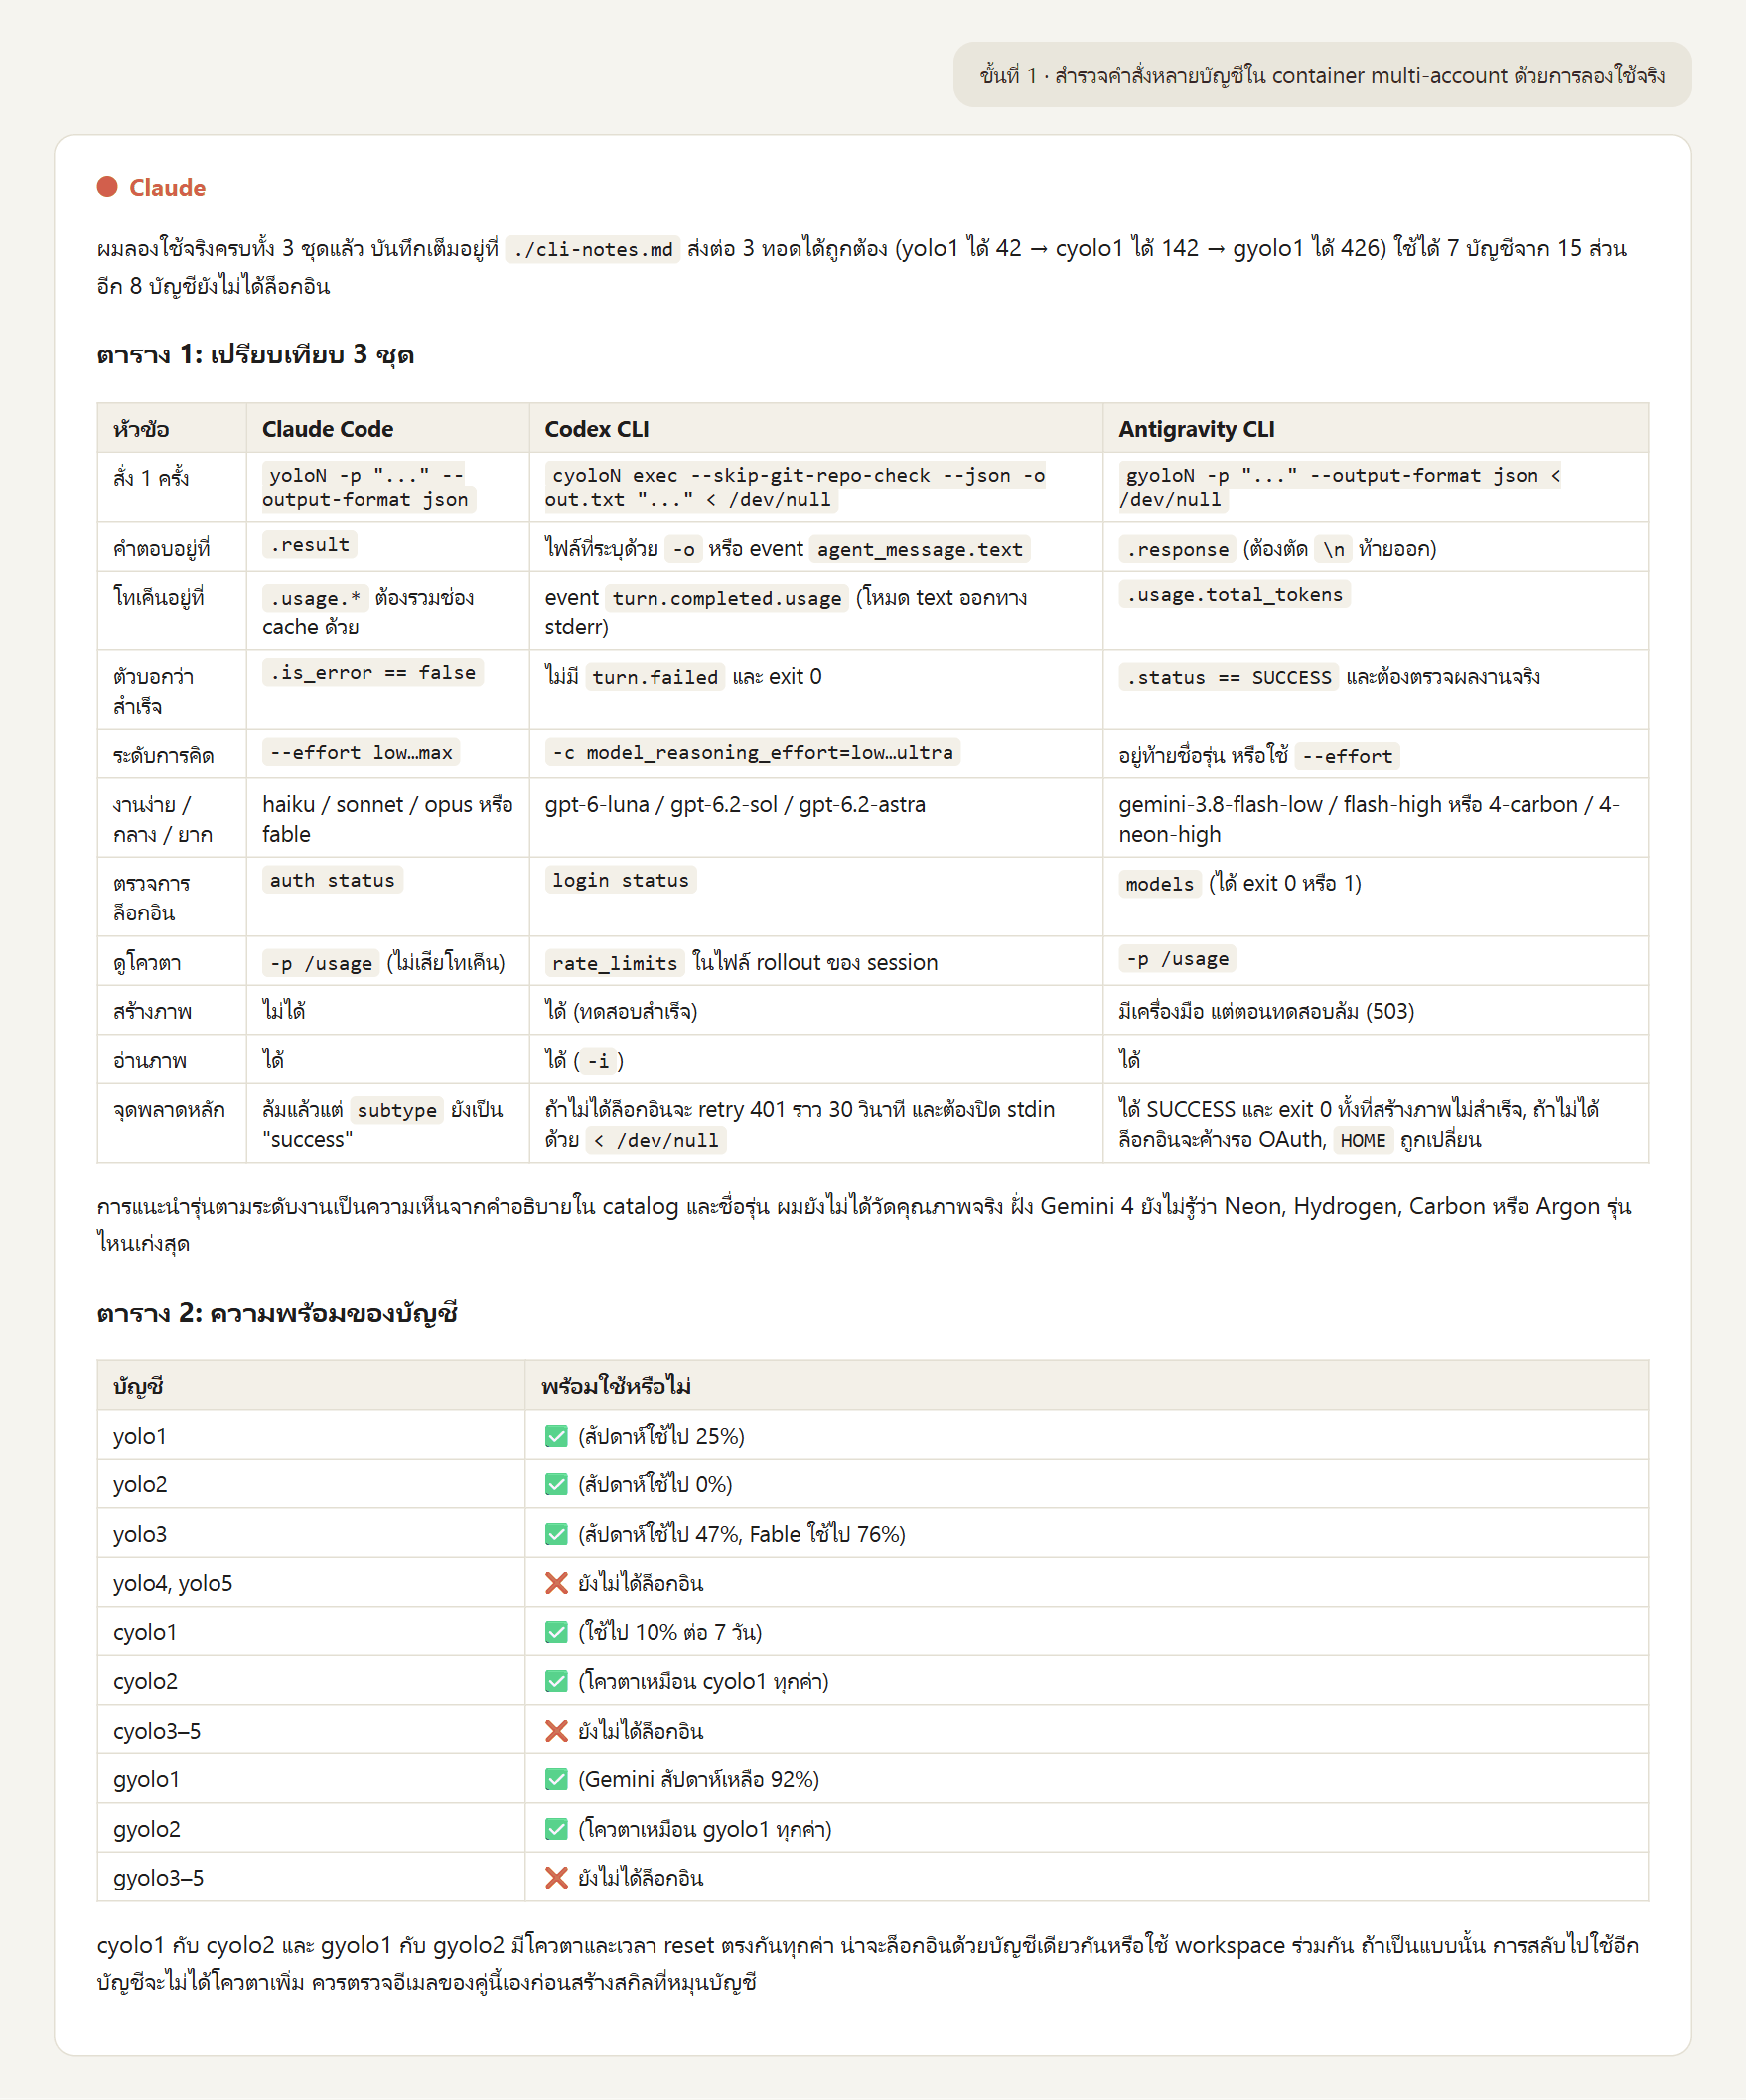 ขั้นที่ 1 · สำรวจคำสั่งหลายบัญชีใน container multi-account ด้วยการลองใช้จริง
Claude
ผมลองใช้จริงครบทั้ง 3 ชุดแล้ว บันทึกเต็มอยู่ที่ ./cli-notes.md ส่งต่อ 3 ทอดได้ถูกต้อง (yolo1 ได้ 42 → cyolo1 ได้ 142 → gyolo1 ได้ 426) ใช้ได้ 7 บัญชีจาก 15 ส่วน
อีก 8 บัญชียังไม่ได้ล็อกอิน
ตาราง 1: เปรียบเทียบ 3 ชุด
หัวข้อ Claude Code Codex CLI Antigravity CLI
สั่ง 1 ครั้ง yoloN -p "..." -- cyoloN exec --skip-git-repo-check --json -o gyoloN -p "..." --output-format json <
output-format json out.txt "..." < /dev/null /dev/null
คำตอบอยู่ที่ .result ไฟล์ที่ระบุด้วย -o หรือ event agent_message.text .response (ต้องตัด \n ท้ายออก)
โทเค็นอยู่ที่ .usage.* ต้องรวมช่อง event turn.completed.usage (โหมด text ออกทาง .usage.total_tokens
cache ด้วย stderr)
ตัวบอกว่า .is_error == false ไม่มี turn.failed และ exit 0 .status == SUCCESS และต้องตรวจผลงานจริง
สำเร็จ
ระดับการคิด --effort low…max -c model_reasoning_effort=low…ultra อยู่ท้ายชื่อรุ่น หรือใช้ --effort
งานง่าย / haiku / sonnet / opus หรือ gpt-6-luna / gpt-6.2-sol / gpt-6.2-astra gemini-3.8-flash-low / flash-high หรือ 4-carbon / 4-
กลาง / ยาก fable neon-high
ตรวจการ auth status login status models (ได้ exit 0 หรือ 1)
ล็อกอิน
ดูโควตา -p /usage (ไม่เสียโทเค็น) rate_limits ในไฟล์ rollout ของ session -p /usage
สร้างภาพ ไม่ได้ ได้ (ทดสอบสำเร็จ) มีเครื่องมือ แต่ตอนทดสอบล้ม (503)
อ่านภาพ ได้ ได้ ( -i ) ได้
จุดพลาดหลัก ล้มแล้วแต่ subtype ยังเป็น ถ้าไม่ได้ล็อกอินจะ retry 401 ราว 30 วินาที และต้องปิด stdin ได้ SUCCESS และ exit 0 ทั้งที่สร้างภาพไม่สำเร็จ, ถ้าไม่ได้
"success" ด้วย < /dev/null ล็อกอินจะค้างรอ OAuth, HOME ถูกเปลี่ยน
การแนะนำรุ่นตามระดับงานเป็นความเห็นจากคำอธิบายใน catalog และชื่อรุ่น ผมยังไม่ได้วัดคุณภาพจริง ฝั่ง Gemini 4 ยังไม่รู้ว่า Neon, Hydrogen, Carbon หรือ Argon รุ่น
ไหนเก่งสุด
ตาราง 2: ความพร้อมของบัญชี
บัญชี พร้อมใช้หรือไม่
yolo1 ✅ (สัปดาห์ใช้ไป 25%)
yolo2 ✅ (สัปดาห์ใช้ไป 0%)
yolo3 ✅ (สัปดาห์ใช้ไป 47%, Fable ใช้ไป 76%)
yolo4, yolo5 ❌ ยังไม่ได้ล็อกอิน
cyolo1 ✅ (ใช้ไป 10% ต่อ 7 วัน)
cyolo2 ✅ (โควตาเหมือน cyolo1 ทุกค่า)
cyolo3–5 ❌ ยังไม่ได้ล็อกอิน
gyolo1 ✅ (Gemini สัปดาห์เหลือ 92%)
gyolo2 ✅ (โควตาเหมือน gyolo1 ทุกค่า)
gyolo3–5 ❌ ยังไม่ได้ล็อกอิน
cyolo1 กับ cyolo2 และ gyolo1 กับ gyolo2 มีโควตาและเวลา reset ตรงกันทุกค่า น่าจะล็อกอินด้วยบัญชีเดียวกันหรือใช้ workspace ร่วมกัน ถ้าเป็นแบบนั้น การสลับไปใช้อีก
บัญชีจะไม่ได้โควตาเพิ่ม ควรตรวจอีเมลของคู่นี้เองก่อนสร้างสกิลที่หมุนบัญชี